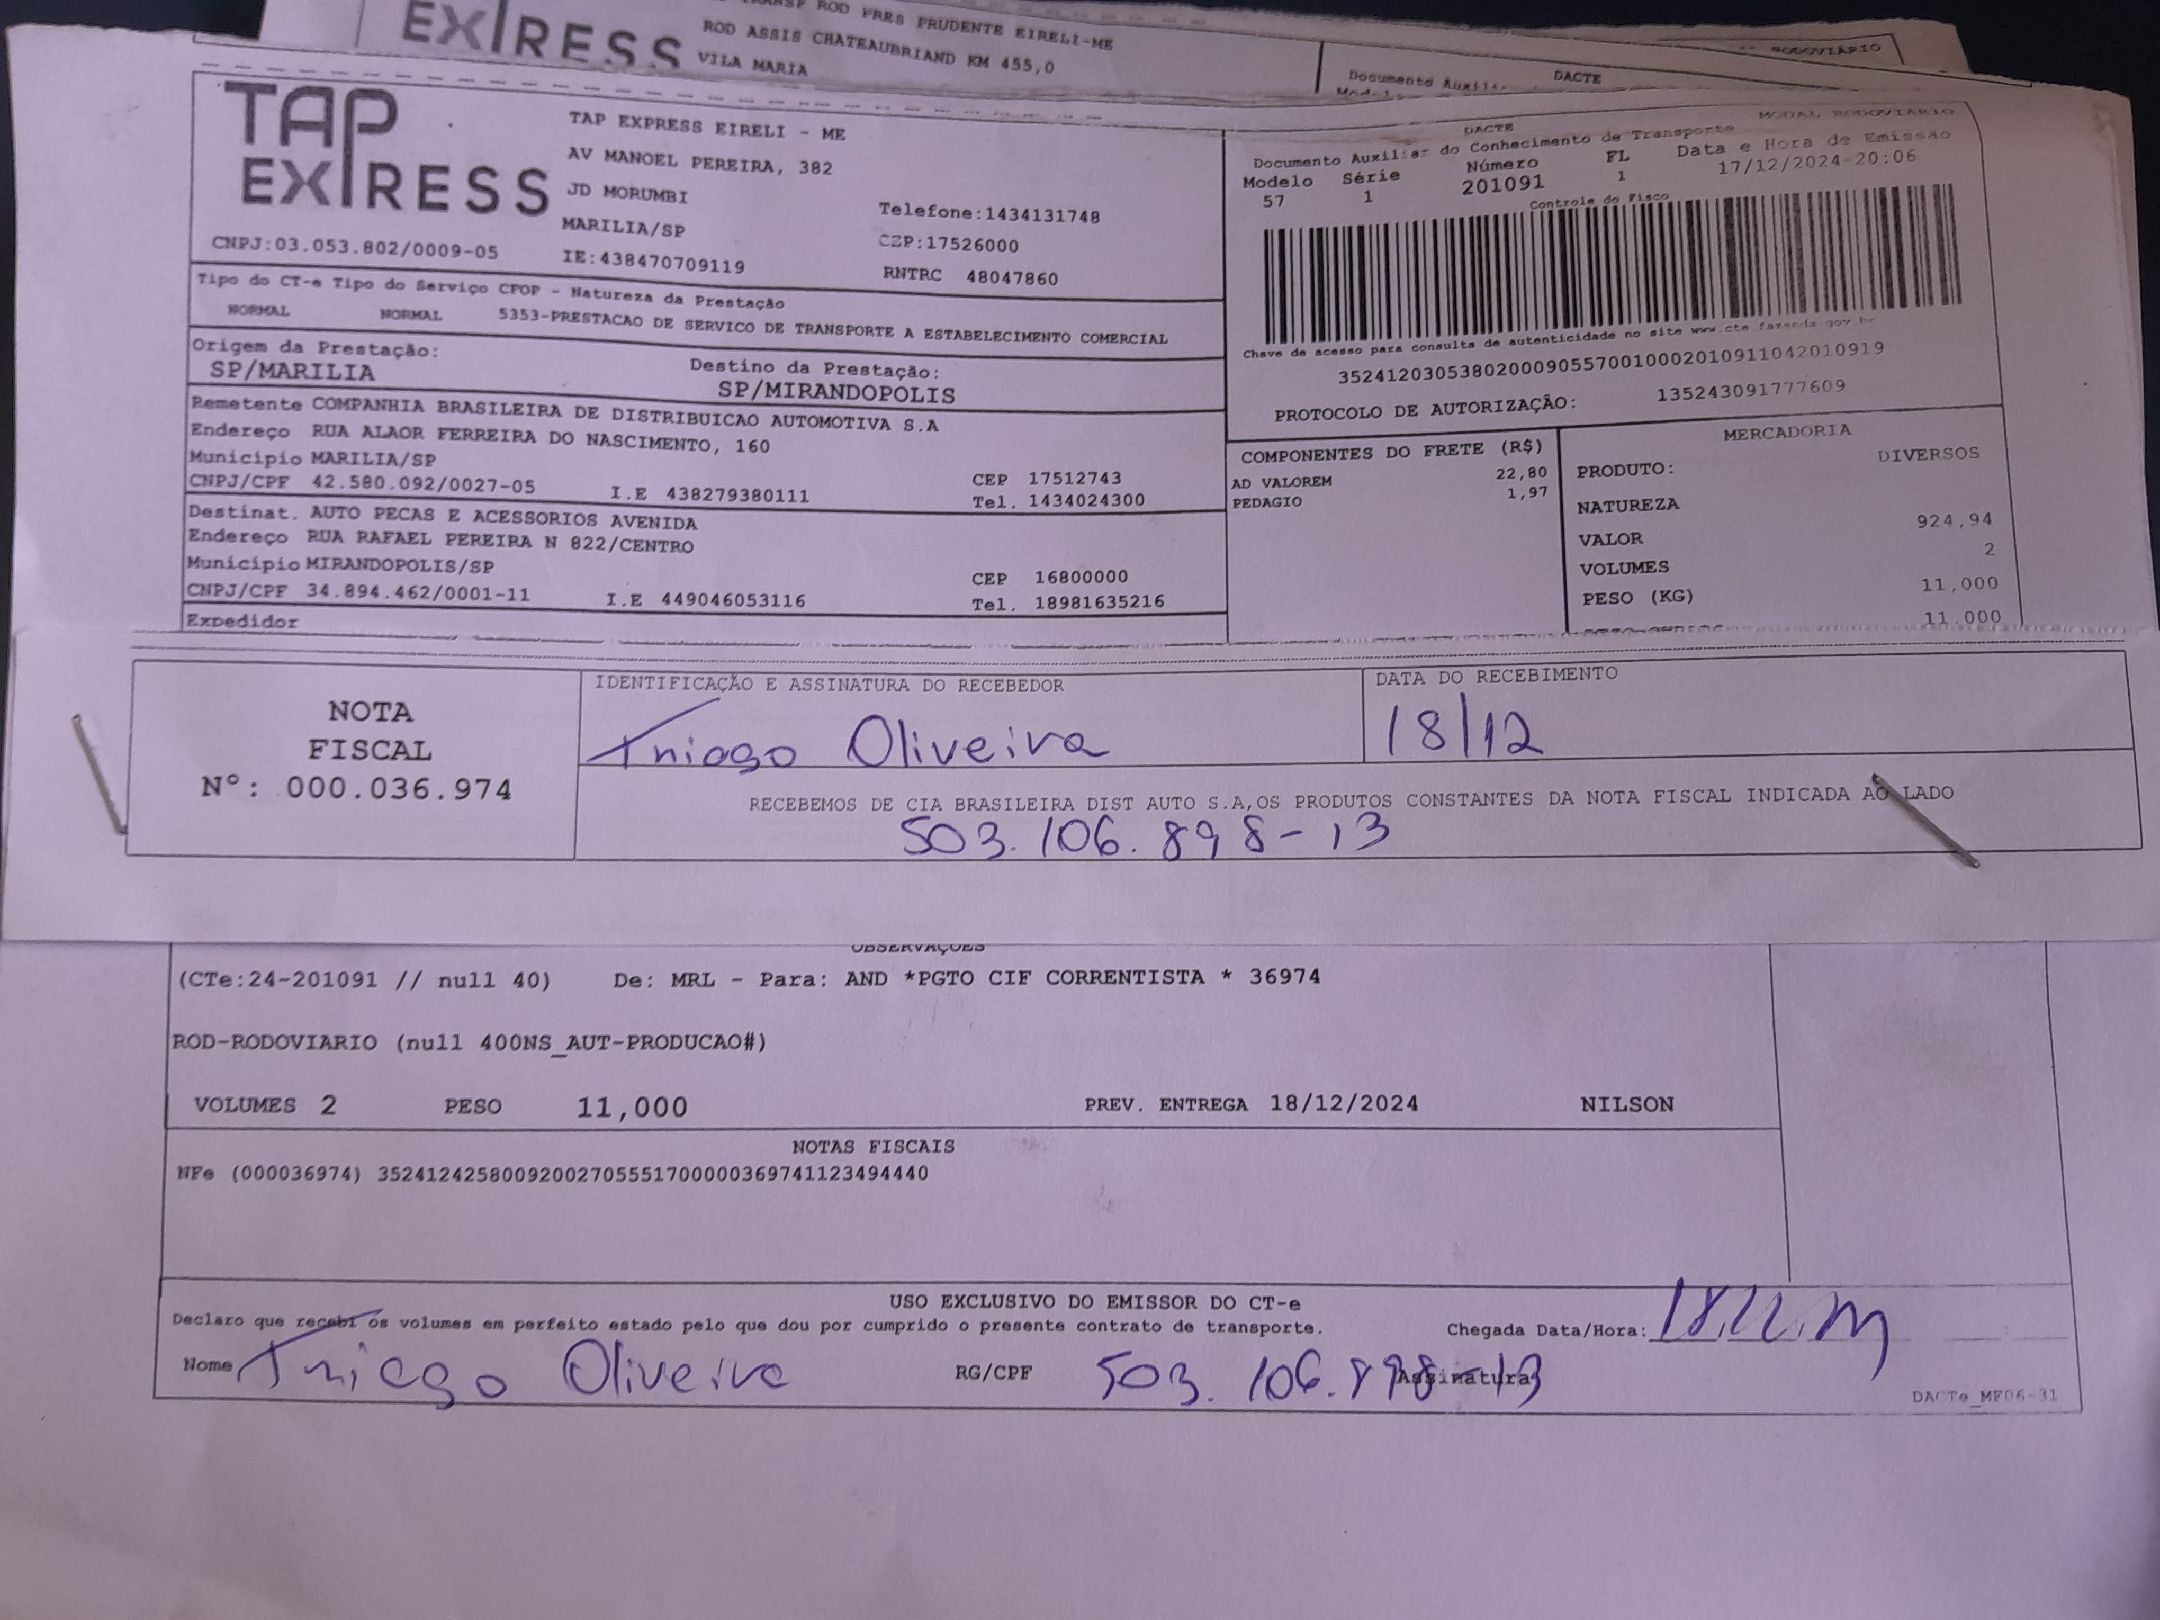 TRANSP ROD PRES PRUDENTE EIRELI-ME
EXPRESS
ROD ASSIS CHATEAUBRIAND KM 455,0
VILA MARIA
RODOVIÁRIO
DACTE
Documento
TAP
EXPRESS
TAP EXPRESS EIRELI - ME
AV MANOEL PEREIRA, 382
JD MORUMBI
MARILIA/SP
Telefone:1434131748
CEP:17526000
CNPJ:03.053.802/0009-05
IE:438470709119
RNTRC 48047860
MODAL RODOVIÁRIO
DACTE
Documento Auxiliar do Conhecimento de Transporte
Modelo Série Número FL Data e Hora de Emissão
57 1 201091 1 17/12/2024-20:06
Controle do Fisco
Chave de acesso para consulta de autenticidade no site www.cte.fazenda.gov.br
35241203053802000905570010002010911042010919
PROTOCOLO DE AUTORIZAÇÃO: 135243091777609
Tipo do CT-e Tipo do Serviço CFOP - Natureza da Prestação
NORMAL NORMAL 5353-PRESTACAO DE SERVICO DE TRANSPORTE A ESTABELECIMENTO COMERCIAL
Origem da Prestação: Destino da Prestação:
SP/MARILIA SP/MIRANDOPOLIS
Remetente COMPANHIA BRASILEIRA DE DISTRIBUICAO AUTOMOTIVA S.A
Endereço RUA ALAOR FERREIRA DO NASCIMENTO, 160
Municipio MARILIA/SP CEP 17512743
CNPJ/CPF 42.580.092/0027-05 I.E 438279380111 Tel. 1434024300
Destinat. AUTO PECAS E ACESSORIOS AVENIDA
Endereço RUA RAFAEL PEREIRA N 822/CENTRO
Municipio MIRANDOPOLIS/SP CEP 16800000
CNPJ/CPF 34.894.462/0001-11 I.E 449046053116 Tel. 18981635216
Expedidor
COMPONENTES DO FRETE (R$)
AD VALOREM 22,80
PEDAGIO 1,97
MERCADORIA
PRODUTO: DIVERSOS
NATUREZA
VALOR 924,94
VOLUMES 2
PESO (KG) 11,000
11,000
NOTA
FISCAL
N°: 000.036.974
IDENTIFICAÇÃO E ASSINATURA DO RECEBEDOR
Thiago Oliveira
DATA DO RECEBIMENTO
18/12
RECEBEMOS DE CIA BRASILEIRA DIST AUTO S.A,OS PRODUTOS CONSTANTES DA NOTA FISCAL INDICADA AO LADO
503.106.898-13
OBSERVAÇÕES
(CTe:24-201091 // null 40) De: MRL - Para: AND *PGTO CIF CORRENTISTA * 36974
ROD-RODOVIARIO (null 400NS_AUT-PRODUCAO#)
VOLUMES 2 PESO 11,000 PREV. ENTREGA 18/12/2024 NILSON
NOTAS FISCAIS
NFe (000036974) 35241242580092002705551700000369741123494440
USO EXCLUSIVO DO EMISSOR DO CT-e
Declaro que recebi os volumes em perfeito estado pelo que dou por cumprido o presente contrato de transporte.
Chegada Data/Hora:
Nome Thiago Oliveira RG/CPF 503.106.898-13 Assinatura
DACTe_MF06-31